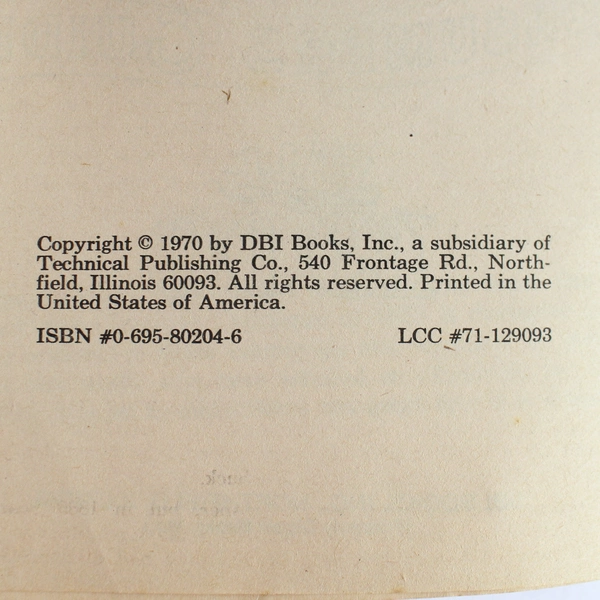 Copyright © 1970 by DBI Books, Inc., a subsidiary of
Technical Publishing Co., 540 Frontage Rd., North-
field, Illinois 60093. All rights reserved. Printed in the
United States of America.
ISBN #0-695-80204-6 LCC #71-129093